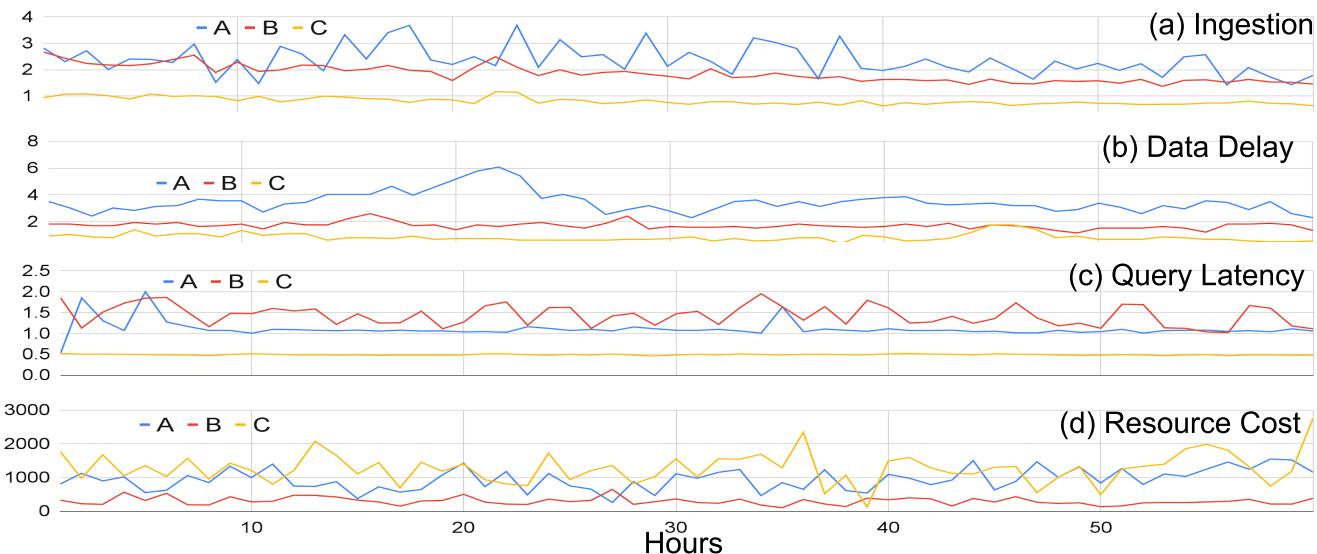 (a) Ingestion
A B C
4
3
2
1
(b) Data Delay
A B C
8
6
4
2
(c) Query Latency
A B C
2.5
2.0
1.5
1.0
0.5
0.0
(d) Resource Cost
A B C
3000
2000
1000
0
10 20 30 40 50
Hours